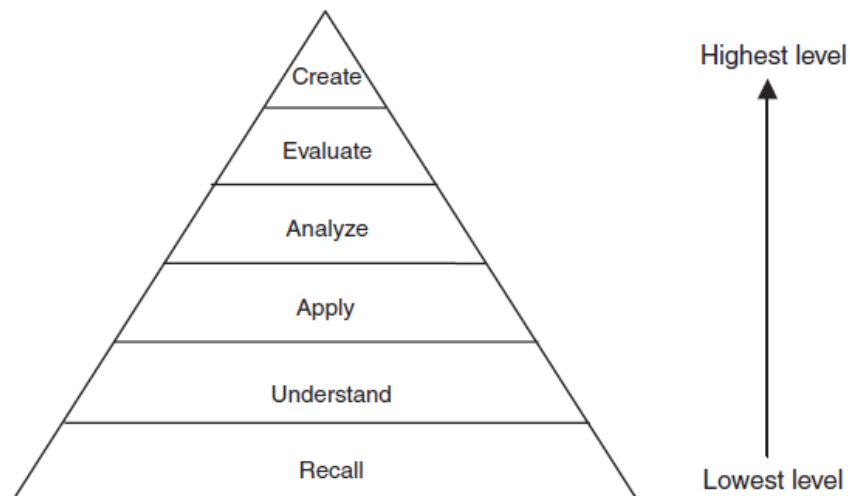 Highest level
Create
Evaluate
Analyze
Apply
Understand
Recall
Lowest level